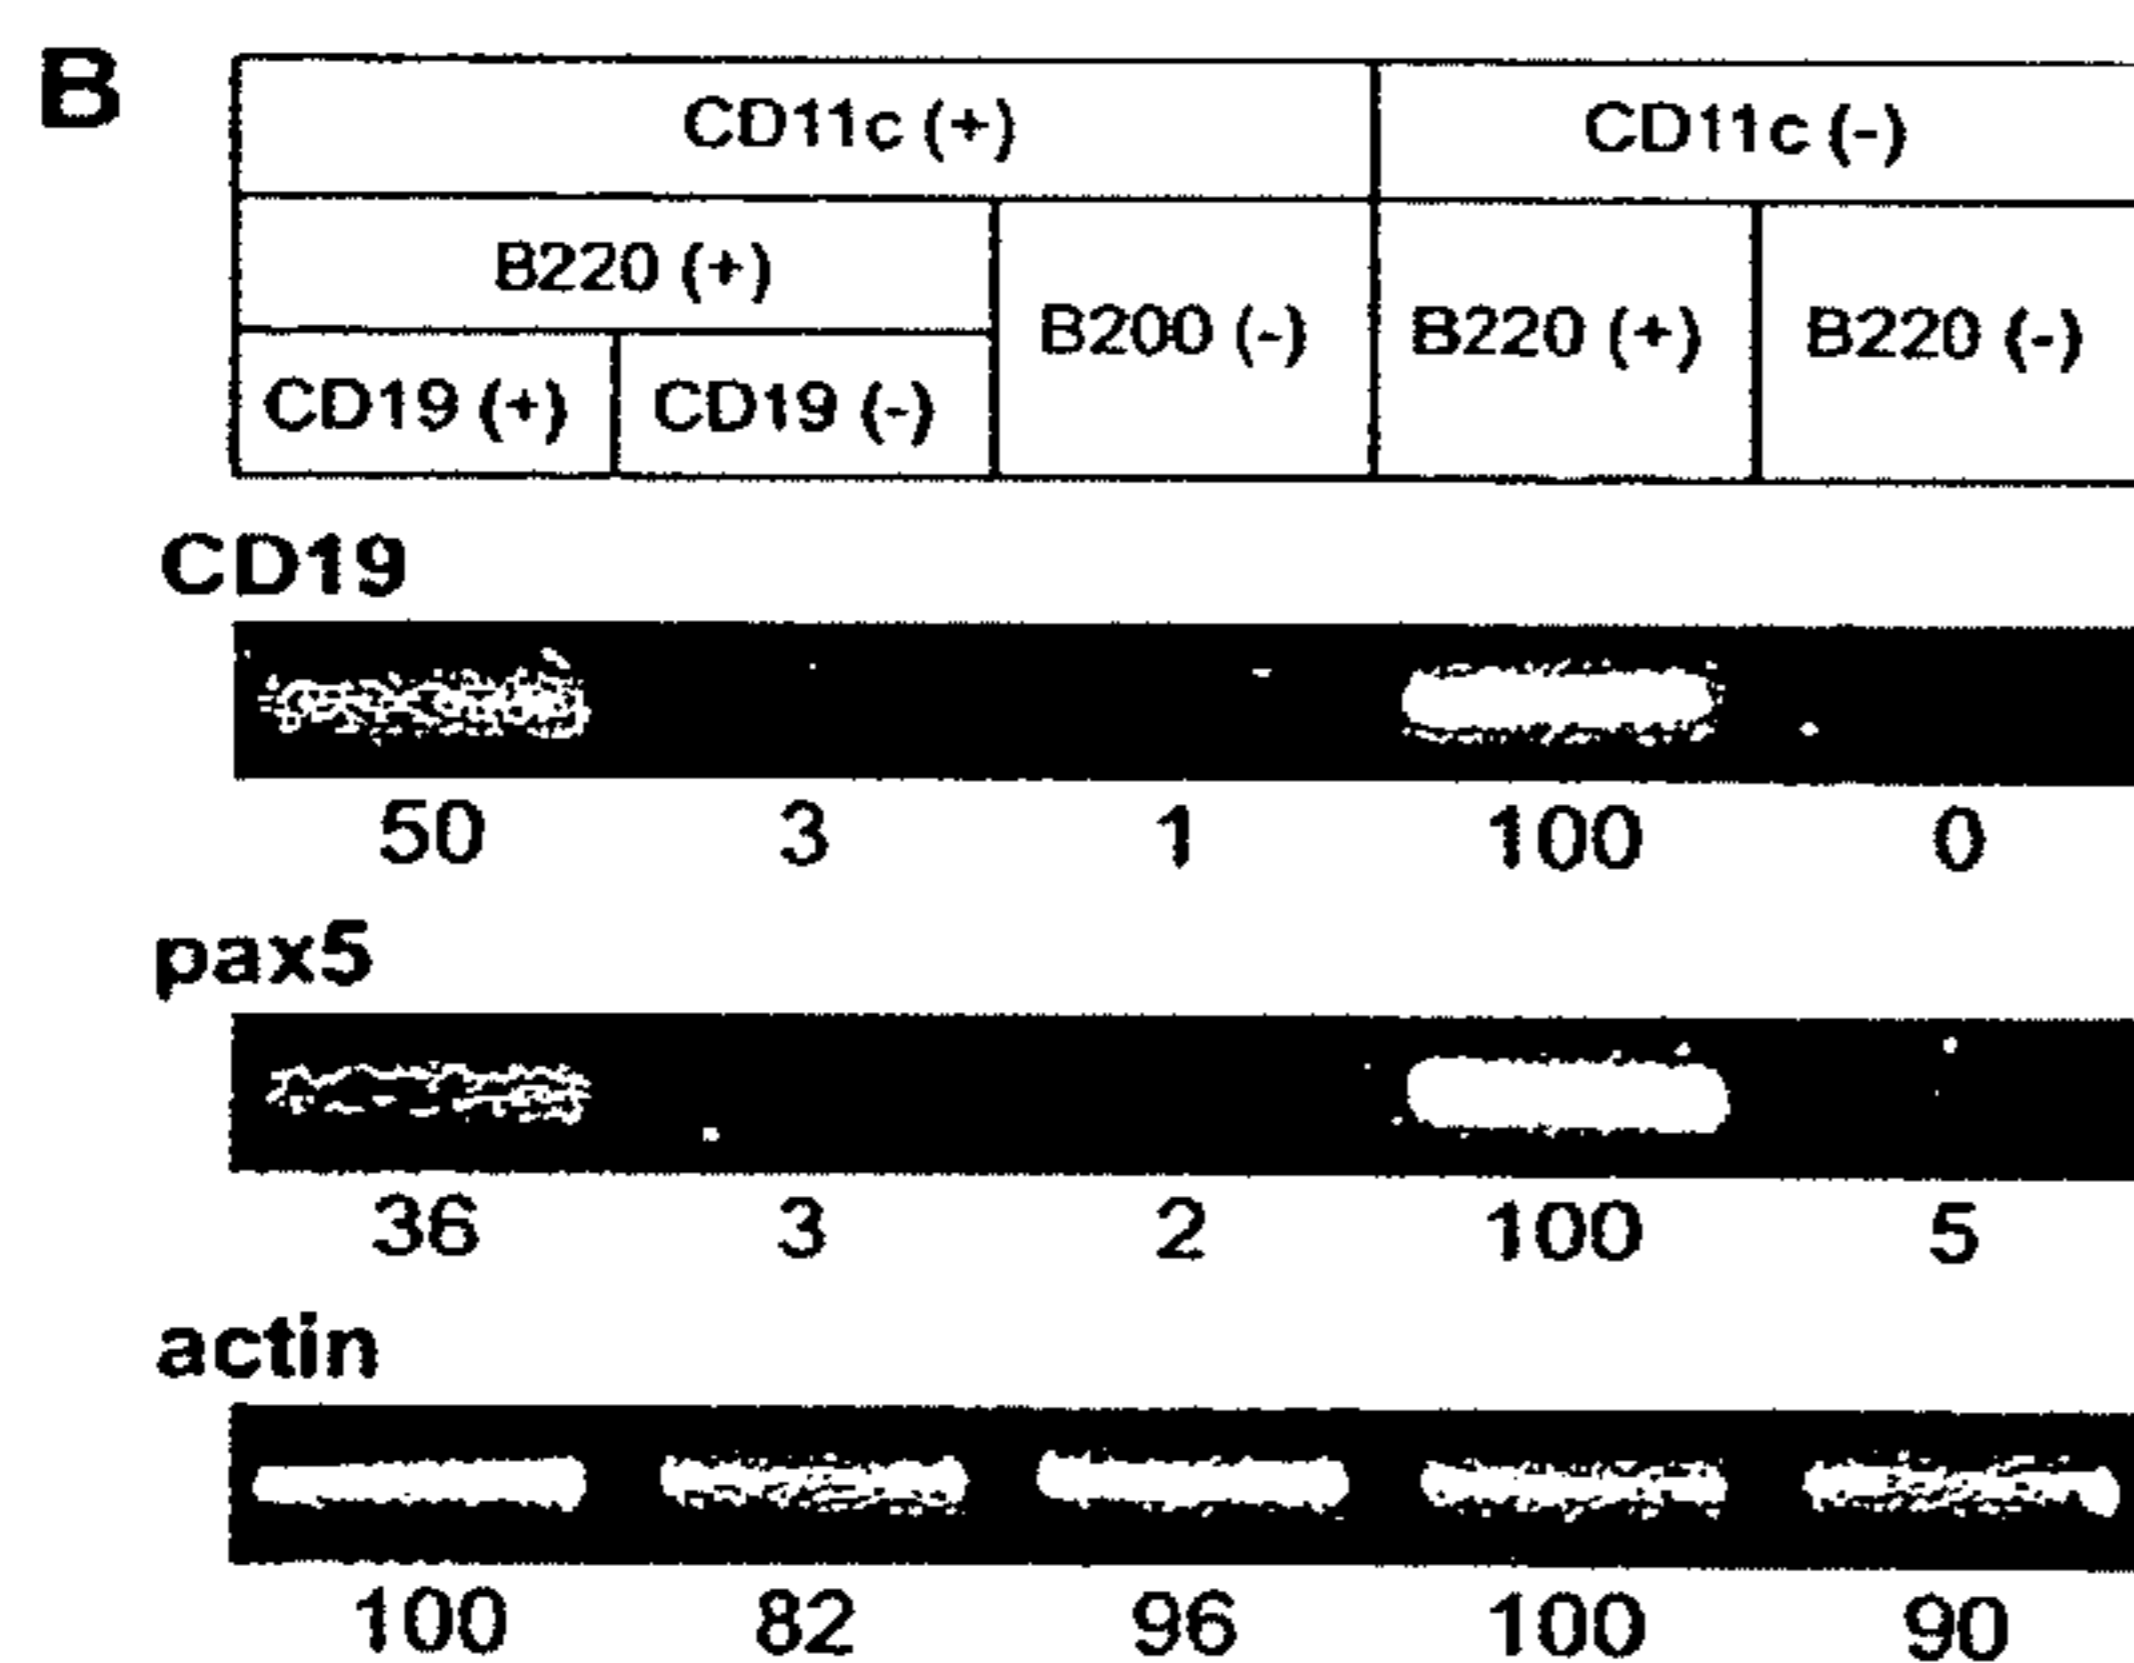 B
CD11c (+) CD11c (-)
B220 (+) B200 (-) B220 (+) B220 (-)
CD19 (+) CD19 (-)
CD19
50 3 1 100 0
pax5
36 3 2 100 5
actin
100 82 96 100 90